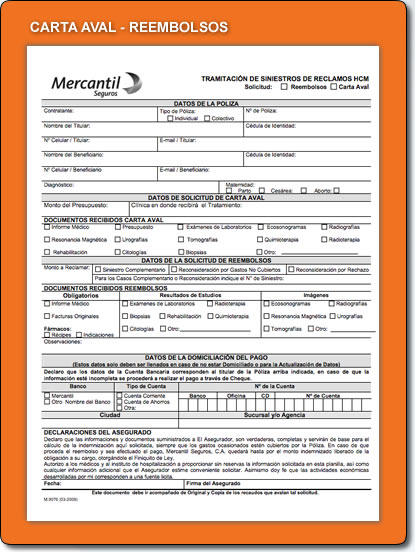 CARTA AVAL - REEMBOLSOS
Mercantil
Seguros
TRAMITACIÓN DE SINIESTROS DE RECLAMOS HCM
Solicitud: Reembolsos Carta Aval
DATOS DE LA POLIZA
Contratante: Tipo de Póliza: Nº de Póliza:
Individual Colectivo
Nombre del Titular: Cédula de Identidad:
Nº Celular / Titular: E-mail / Titular:
Nombre del Beneficiario: Cédula de Identidad:
Nº Celular / Beneficiario E-mail / Beneficiario
Diagnóstico: Maternidad:
Parto Cesárea: Aborto:
DATOS DE SOLICITUD DE CARTA AVAL
Monto del Presupuesto: Clínica en donde recibirá el Tratamiento:
DOCUMENTOS RECIBIDOS CARTA AVAL
Informe Médico Presupuesto Exámenes de Laboratorios Ecosonogramas Radiografías
Resonancia Magnética Urografías Tomografías Quimioterapia Radioterapia
Rehabilitación Citologías Biopsias Otro:
DATOS DE LA SOLICITUD DE REEMBOLSOS
Monto a Reclamar: Siniestro Complementario Reconsideración por Gastos No Cubiertos Reconsideración por Rechazo
Para los Casos Complementario o Reconsideración indique el N° de Siniestro:
DOCUMENTOS RECIBIDOS REEMBOLSOS
Obligatorios Resultados de Estudios Imágenes
Informe Médico Exámenes de Laboratorios Radioterapia Ecosonogramas Radiografías
Facturas Originales Biopsias Rehabilitación Quimioterapia Resonancia Magnética Urografías
Fármacos: Citologías Otro: Tomografías Otro:
Récipes Indicaciones
Observaciones:
DATOS DE LA DOMICILIACIÓN DEL PAGO
(Estos datos solo deben ser llenados en caso de no estar Domiciliado o para la Actualización de Datos)
Declaro que los datos de la Cuenta Bancaria corresponden al Titular de la Póliza arriba indicada, en caso de que la
información esté incompleta se procederá a realizar el pago a través de Cheque.
Banco Tipo de Cuenta Nº de la Cuenta
Mercantil Cuenta Corriente Banco Oficina CD Nº de Cuenta
Otro Nombre del Banco Cuenta de Ahorros
Otra:
Ciudad Sucursal y/o Agencia
DECLARACIONES DEL ASEGURADO
Declaro que las informaciones y documentos suministrados a El Asegurador, son verdaderas, completas y servirán de base para el
cálculo de la indemnización aquí solicitada, siempre que los gastos ocasionados estén cubiertos por la Póliza. En caso de que
proceda el reembolso y sea efectuado el pago, Mercantil Seguros, C.A. quedará hasta por el monto indemnizado liberado de la
obligación a su cargo, otorgándole el Finiquito de Ley.
Autorizo a los médicos y al instituto de hospitalización a proporcionar sin reservas la información solicitada en esta planilla, así como
cualquier información adicional que el Asegurador estime conveniente solicitar. Asimismo doy fe que las actividades económicas
desarrolladas por mi corresponden a actividades lícitas.
Fecha: Firma del Asegurado
Este documento debe ir acompañado de Original y Copia de los recaudos que avalan tal solicitud.
M.9076 (03-2009)